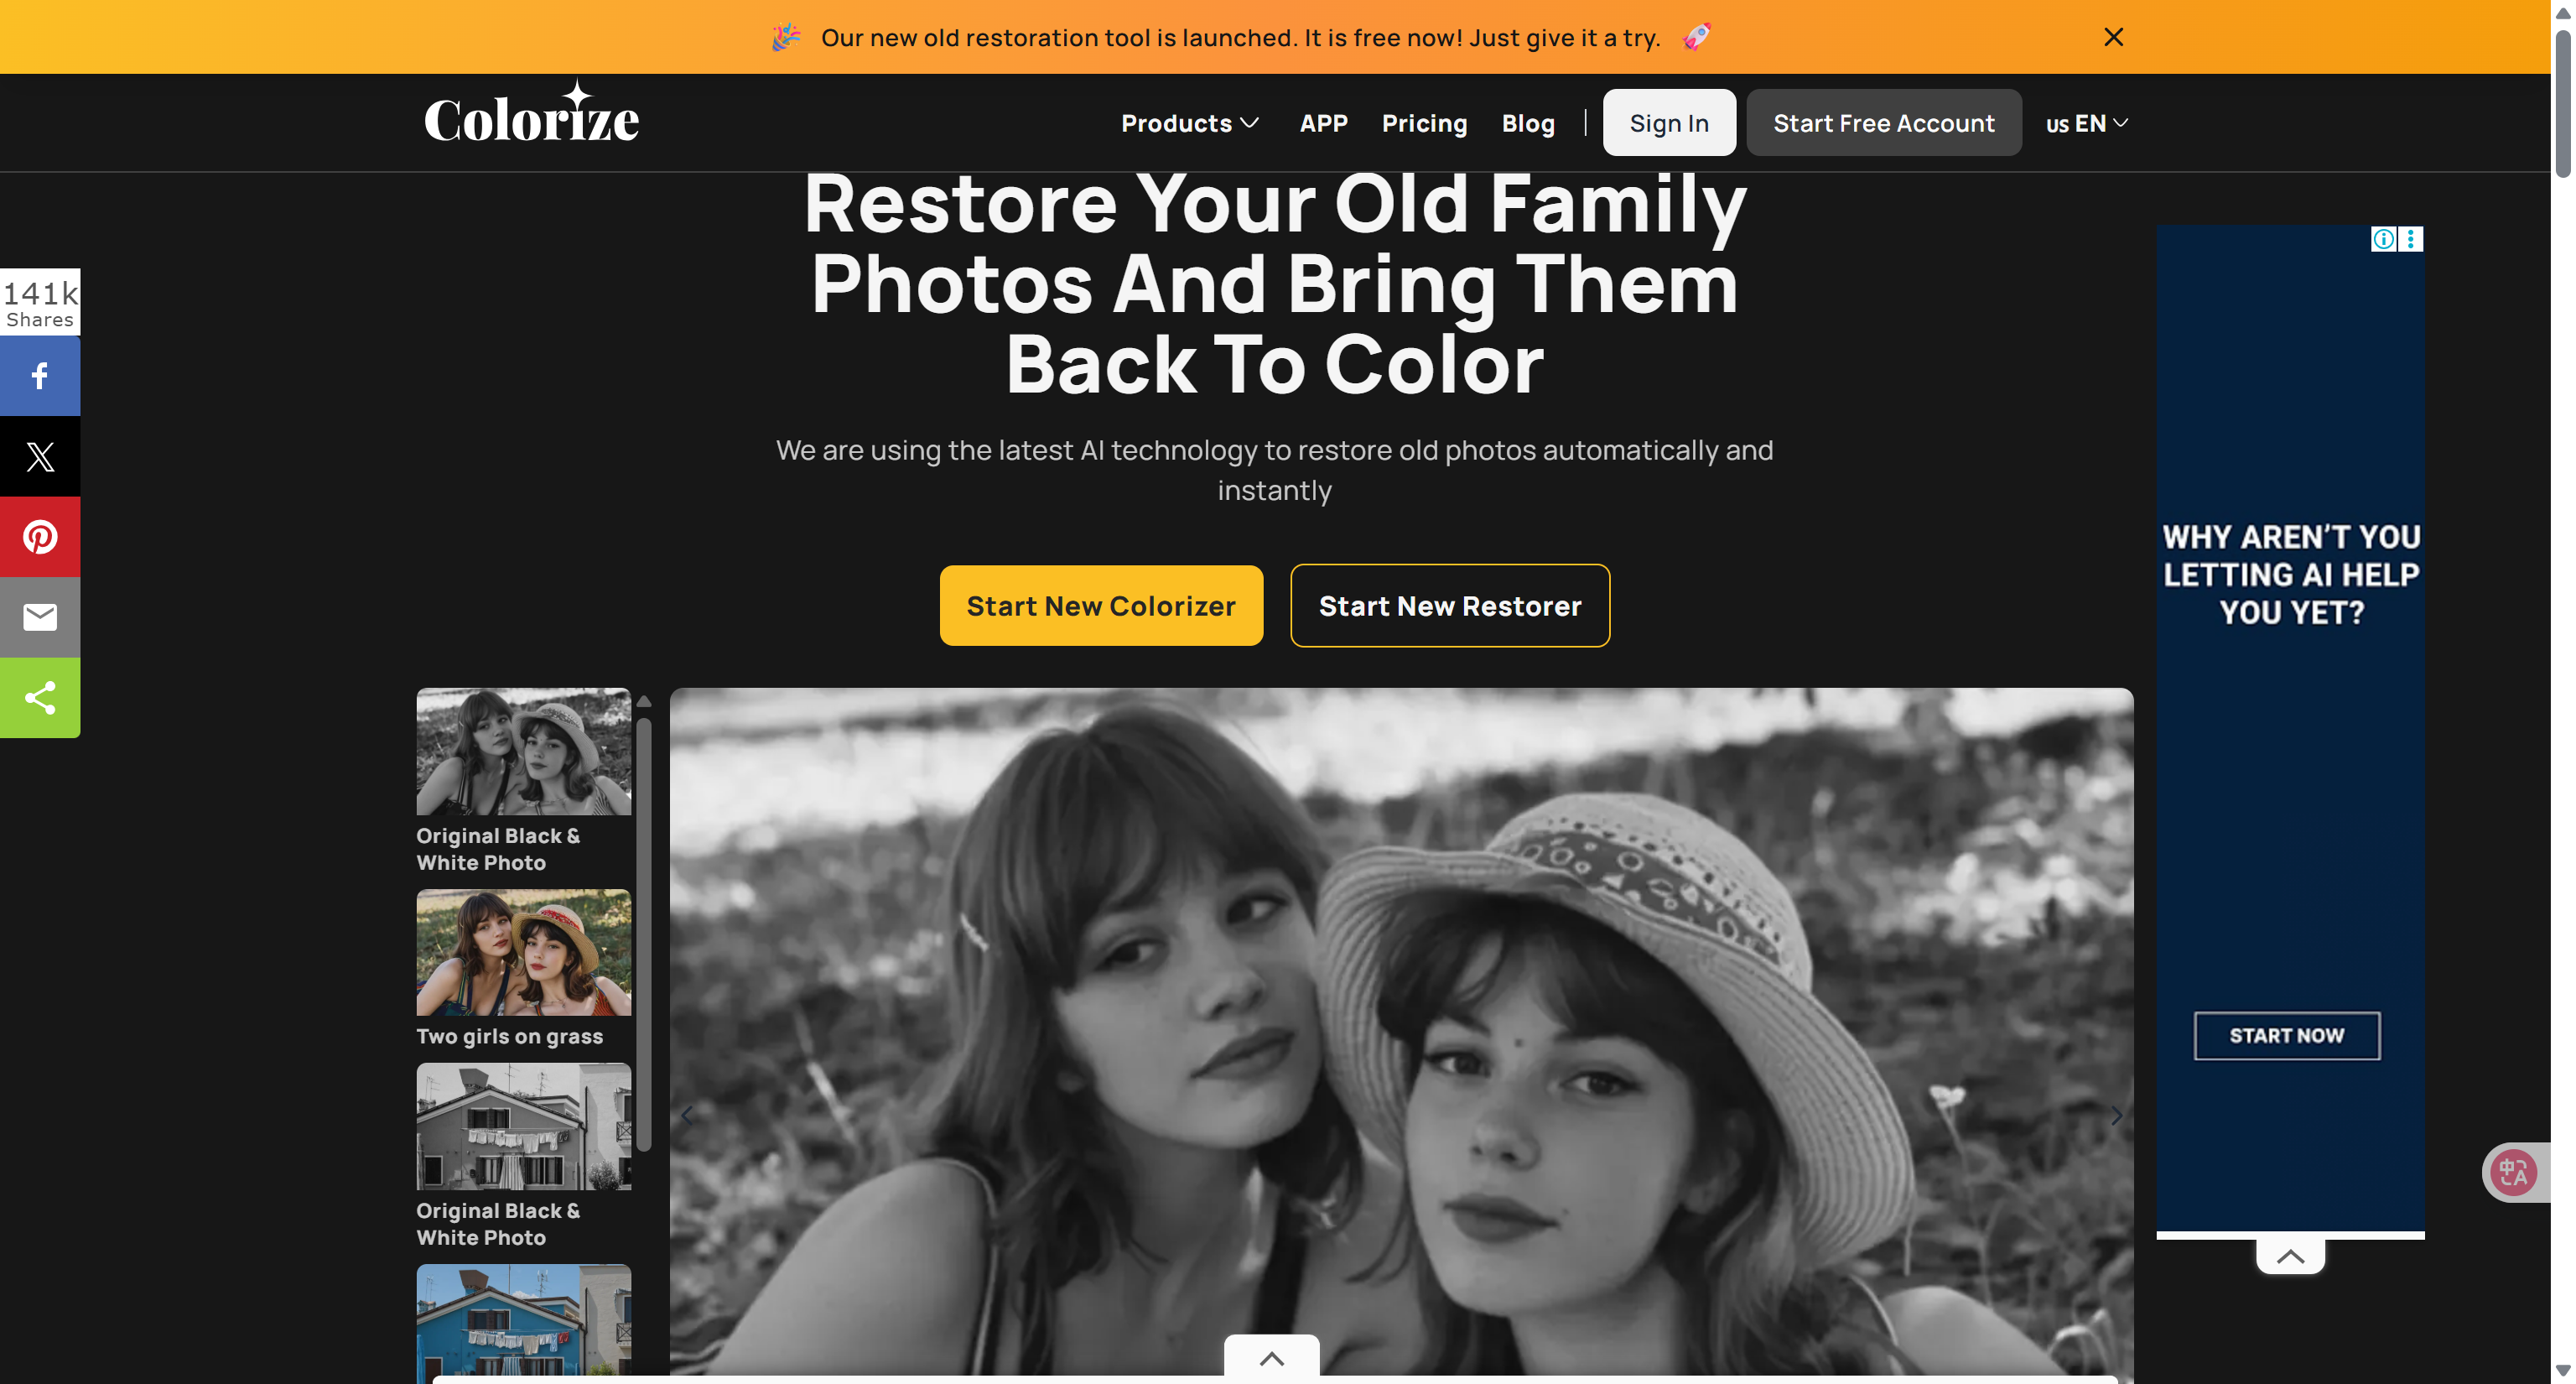 Our new old restoration tool is launched. It is free now! Just give it a try.
Colorize
Products
APP
Pricing
Blog
Sign In
Start Free Account
US EN
Restore Your Old Family
Photos And Bring Them
Back To Color
We are using the latest AI technology to restore old photos automatically and
instantly
Start New Colorizer
Start New Restorer
141k
Shares
Original Black &
White Photo
Two girls on grass
Original Black &
White Photo
WHY AREN'T YOU
LETTING AI HELP
YOU YET?
START NOW
中A